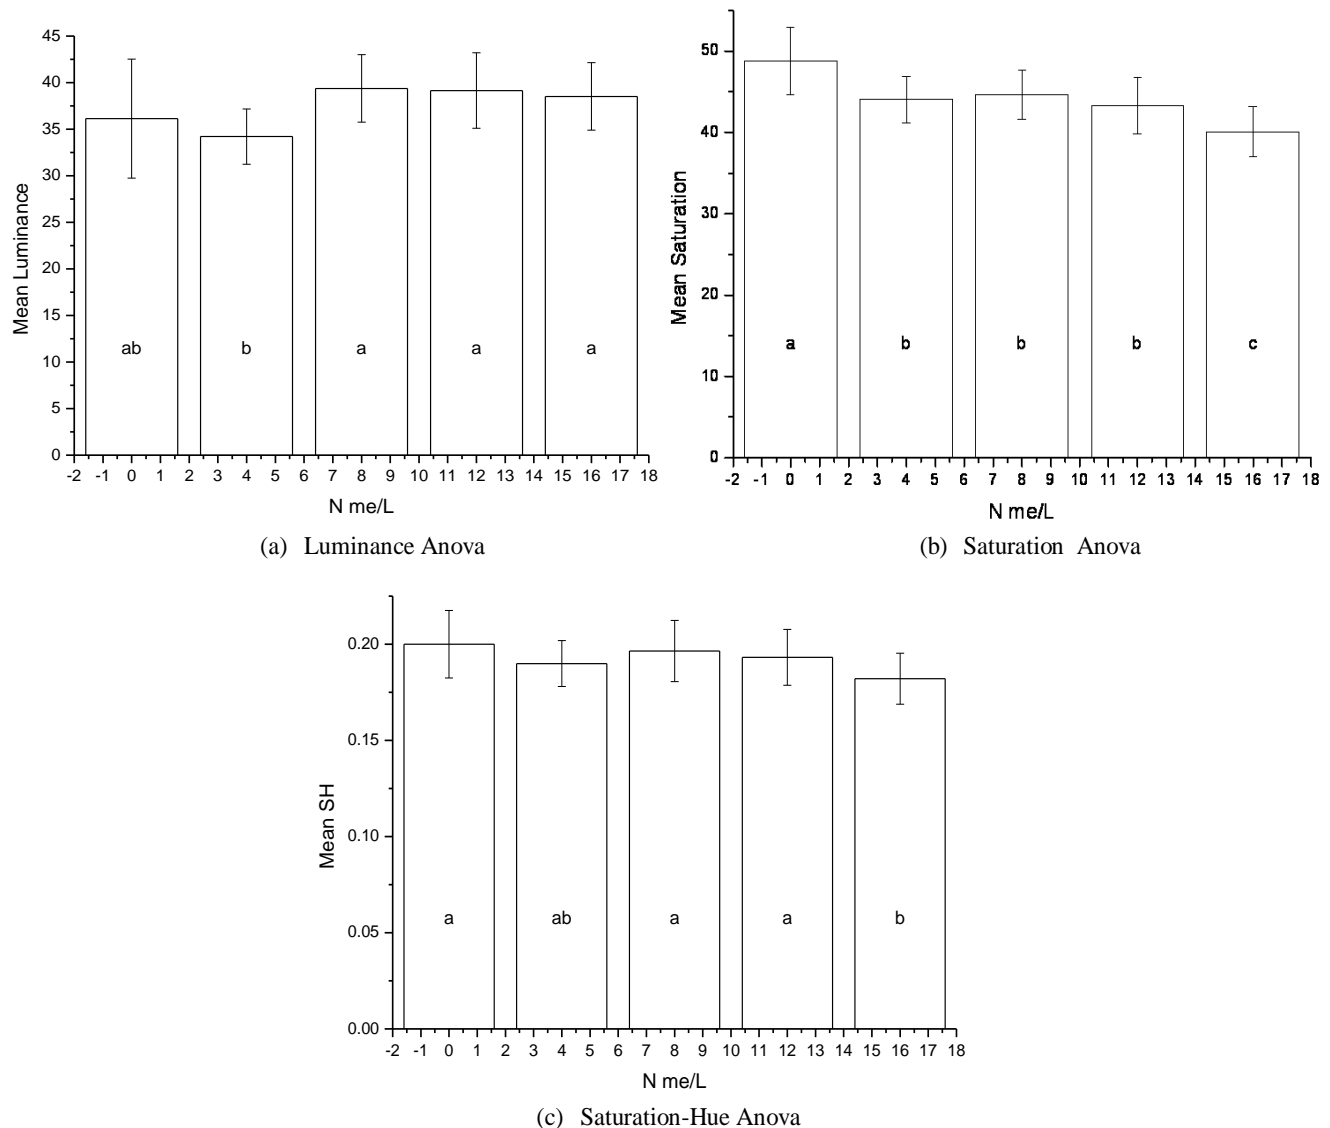 45
40
35
30
25
20
15
10
5
0
Mean Luminance
ab b a a a
-2 -1 0 1 2 3 4 5 6 7 8 9 10 11 12 13 14 15 16 17 18
N me/L
(a) Luminance Anova
50
40
30
20
10
0
Mean Saturation
a b b b c
-2 -1 0 1 2 3 4 5 6 7 8 9 10 11 12 13 14 15 16 17 18
N me/L
(b) Saturation Anova
0.20
0.15
0.10
0.05
0.00
Mean SH
a ab a a b
-2 -1 0 1 2 3 4 5 6 7 8 9 10 11 12 13 14 15 16 17 18
N me/L
(c) Saturation-Hue Anova